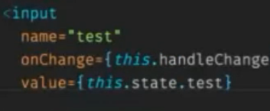 <input
name="test"
onChange={this.handleChange
value={this.state.test}